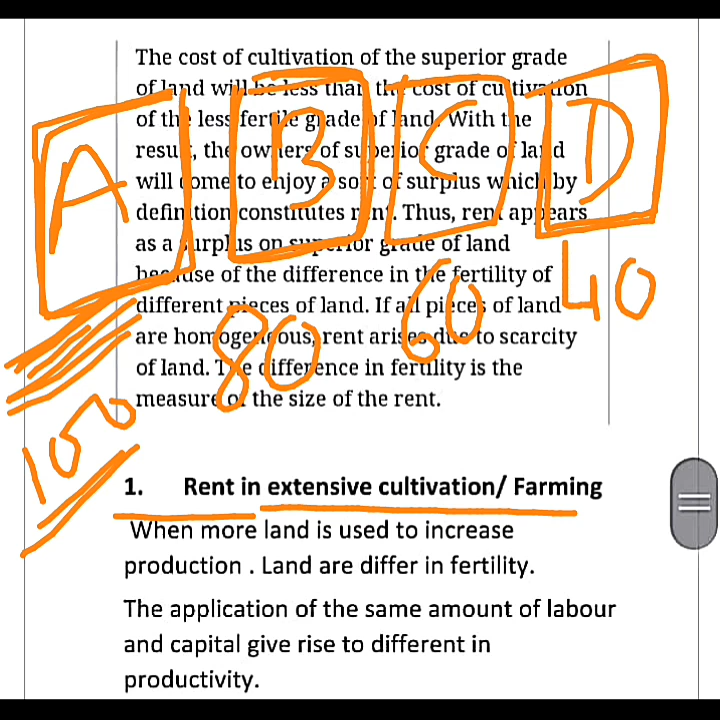 The cost of cultivation of the superior grade
of land will be less than the cost of cultivation
of the less fertile grade of land. With the
result, the owners of superior grade of land
will come to enjoy a sort of surplus which by
definition constitutes rent. Thus, rent appears
as a surplus on superior grade of land
because of the difference in the fertility of
different pieces of land. If all pieces of land
are homogeneous, rent arises due to scarcity
of land. The difference in fertility is the
measure of the size of the rent.
A B C D
100 80 60 40
1. Rent in extensive cultivation/ Farming
When more land is used to increase
production . Land are differ in fertility.
The application of the same amount of labour
and capital give rise to different in
productivity.